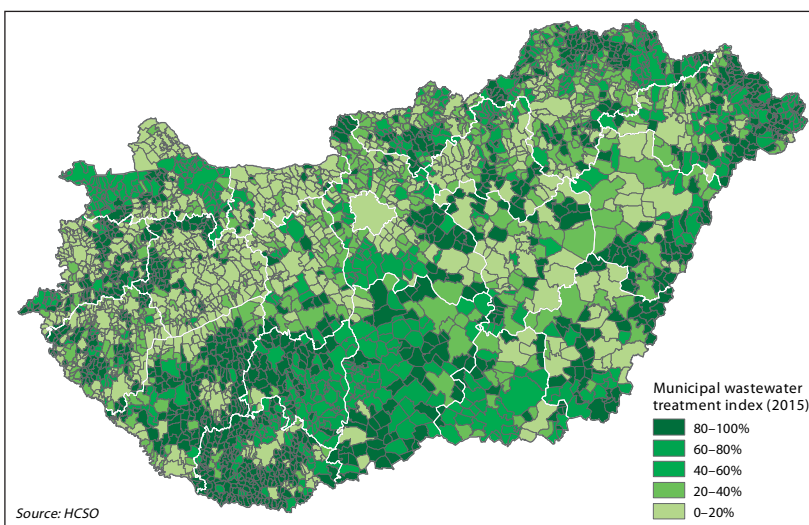 Municipal wastewater
treatment index (2015)
80–100%
60–80%
40–60%
20–40%
0–20%
Source: HCSO